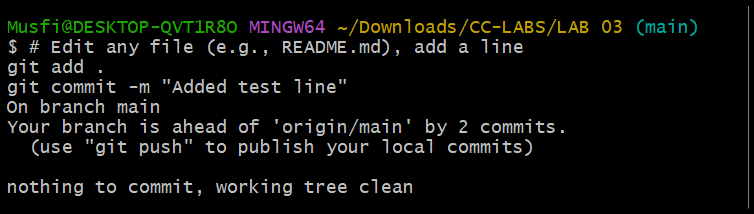 Musfi@DESKTOP-QVT1R8O MINGW64 ~/Downloads/CC-LABS/LAB 03 (main)
$ # Edit any file (e.g., README.md), add a line
git add .
git commit -m "Added test line"
On branch main
Your branch is ahead of 'origin/main' by 2 commits.
  (use "git push" to publish your local commits)

nothing to commit, working tree clean